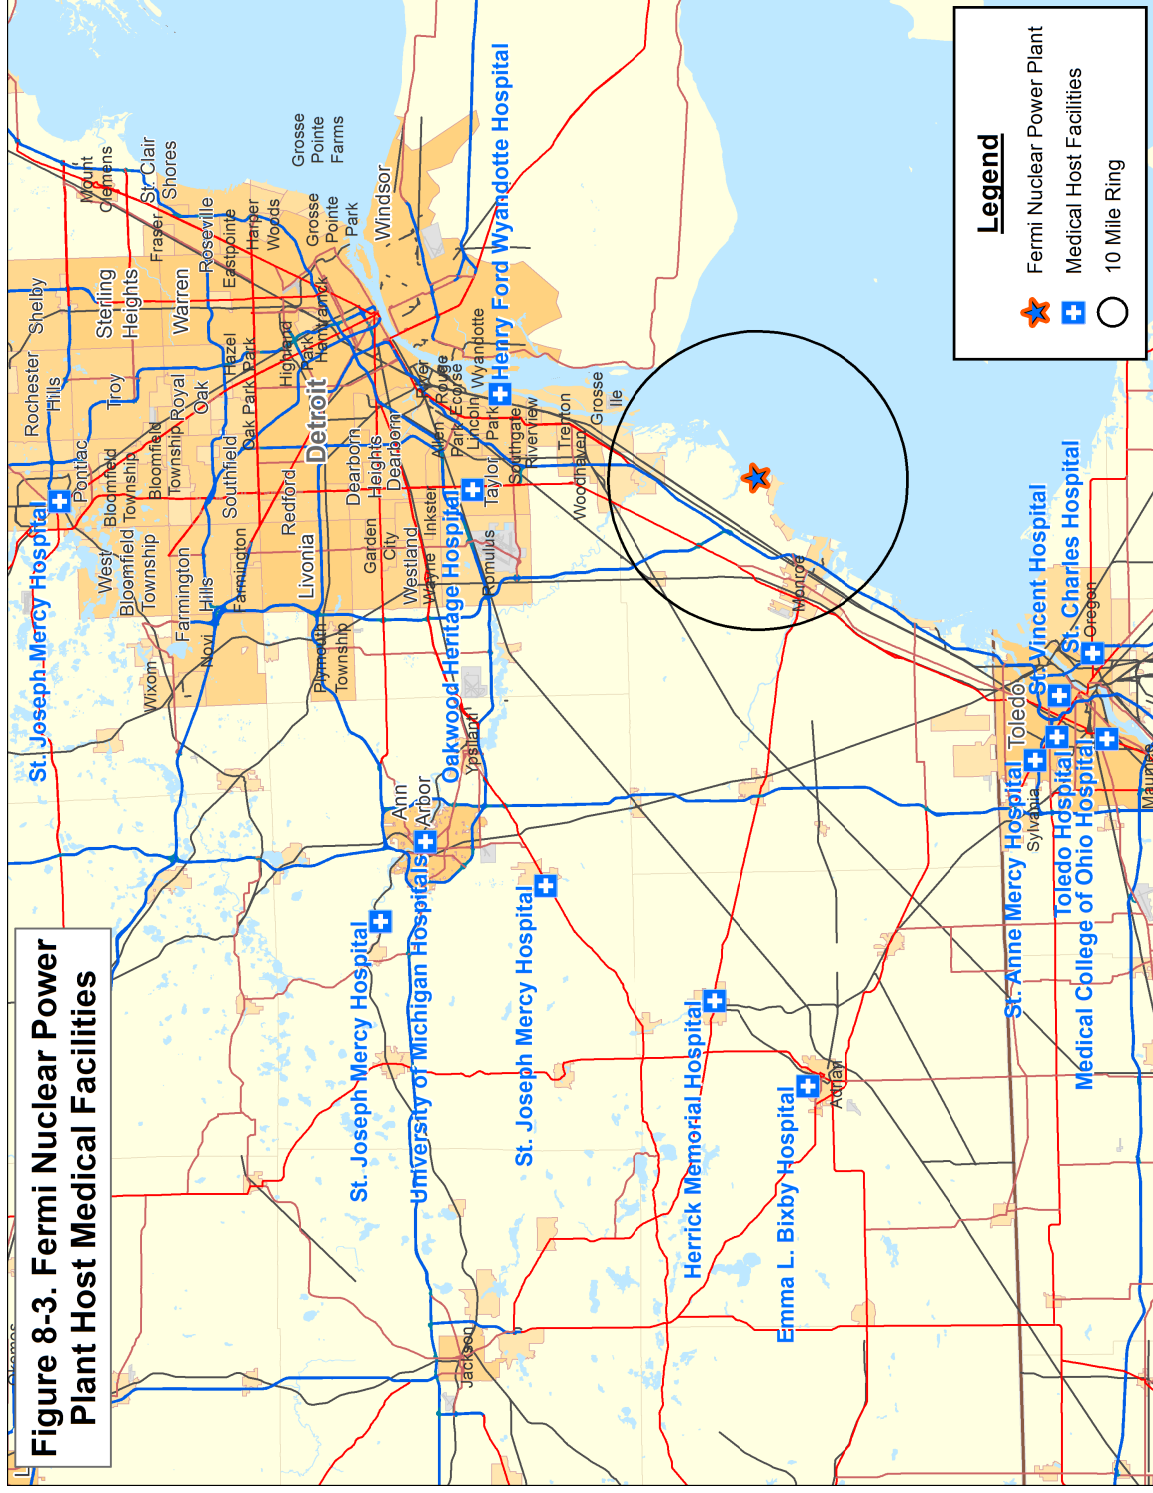 Figure 8-3. Fermi Nuclear Power
Plant Host Medical Facilities
Okemos
Rochester
Hills
Shelby
Mount
Clemens
St. Joseph Mercy Hospital
Pontiac
Troy
Sterling
Heights
St. Clair
Shores
Fraser
West
Bloomfield
Township
Bloomfield
Township
Bloomfield
Township
Royal
Oak
Warren
Roseville
Wixom
Farmington
Hills
Novi
Farmington
Southfield
Oak Park
Hazel
Park
Eastpointe
Harper
Woods
Grosse
Pointe
Farms
Grosse
Pointe
Park
Redford
Highland
Park
Hamtramck
Detroit
Livonia
Plymouth
Township
Dearborn
Heights
Dearborn
Windsor
Garden
City
Westland
Inkster
Wayne
Ann
Arbor
River
Rouge
Ecorse
Allen
Park
Lincoln
Park
Wyandotte
Henry Ford Wyandotte Hospital
St. Joseph Mercy Hospital
University of Michigan Hospitals
Oakwood Heritage Hospital
Taylor
Southgate
Riverview
Romulus
Ypsilanti
Jackson
Trenton
Woodhaven
Grosse
Ile
St. Joseph Mercy Hospital
Herrick Memorial Hospital
Emma L. Bixby Hospital
Adrian
Monroe
Toledo
Sylvania
Oregon
Maumee
St. Anne Mercy Hospital
St. Vincent Hospital
Toledo Hospital
St. Charles Hospital
Medical College of Ohio Hospital
Legend
Fermi Nuclear Power Plant
Medical Host Facilities
10 Mile Ring